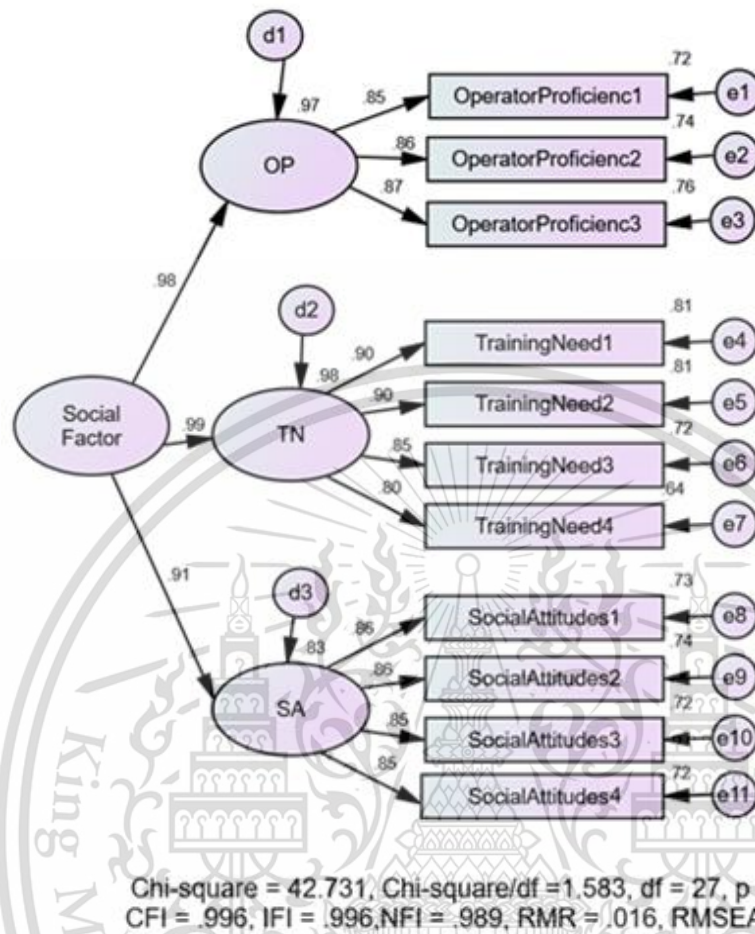 d1
.97
.85
.72
OperatorProficienc1
e1
OP
.86
.74
OperatorProficienc2
e2
.87
.76
OperatorProficienc3
e3
.98
d2
.98
.90
.81
TrainingNeed1
e4
Social
Factor
.99
TN
.90
.81
TrainingNeed2
e5
.85
.72
TrainingNeed3
e6
.80
.64
TrainingNeed4
e7
.91
d3
.83
.86
.73
SocialAttitudes1
e8
SA
.86
.74
SocialAttitudes2
e9
.85
.72
SocialAttitudes3
e10
.85
.72
SocialAttitudes4
e11
King M
Chi-square = 42.731, Chi-square/df =1.583, df = 27, p
CFI = .996, IFI = .996,NFI = .989, RMR = .016, RMSEA